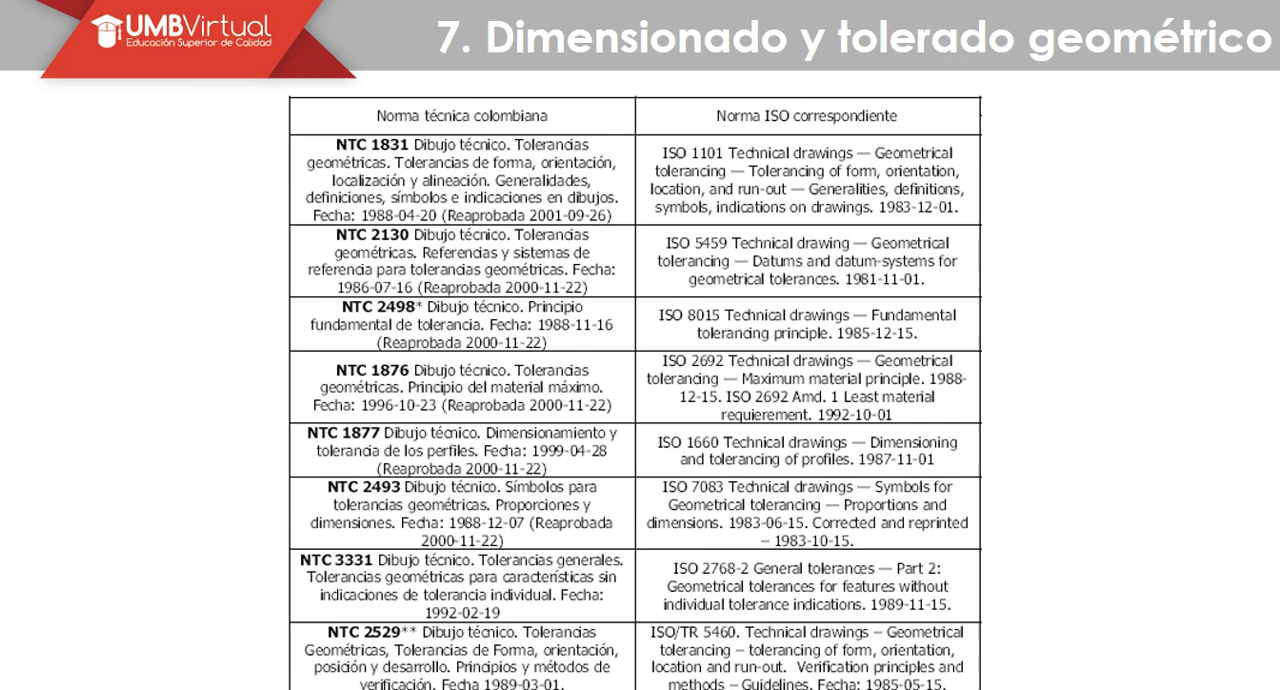 UMBVirtual
Educación Superior de Calidad
7. Dimensionado y tolerado geométrico
Norma técnica colombiana
Norma ISO correspondiente
NTC 1831 Dibujo técnico. Tolerancias
geométricas. Tolerancias de forma, orientación,
localización y alineación. Generalidades,
definiciones, símbolos e indicaciones en dibujos.
Fecha: 1988-04-20 (Reaprobada 2001-09-26)
ISO 1101 Technical drawings — Geometrical
tolerancing — Tolerancing of form, orientation,
location, and run-out — Generalities, definitions,
symbols, indications on drawings. 1983-12-01.
NTC 2130 Dibujo técnico. Tolerancias
geométricas. Referencias y sistemas de
referencia para tolerancias geométricas. Fecha:
1986-07-16 (Reaprobada 2000-11-22)
ISO 5459 Technical drawing — Geometrical
tolerancing — Datums and datum-systems for
geometrical tolerances. 1981-11-01.
NTC 2498* Dibujo técnico. Principio
fundamental de tolerancia. Fecha: 1988-11-16
(Reaprobada 2000-11-22)
ISO 8015 Technical drawings — Fundamental
tolerancing principle. 1985-12-15.
NTC 1876 Dibujo técnico. Tolerancias
geométricas. Principio del material máximo.
Fecha: 1996-10-23 (Reaprobada 2000-11-22)
ISO 2692 Technical drawings — Geometrical
tolerancing — Maximum material principle. 1988-
12-15. ISO 2692 Amd. 1 Least material
requierement. 1992-10-01
NTC 1877 Dibujo técnico. Dimensionamiento y
tolerancia de los perfiles. Fecha: 1999-04-28
(Reaprobada 2000-11-22)
ISO 1660 Technical drawings — Dimensioning
and tolerancing of profiles. 1987-11-01
NTC 2493 Dibujo técnico. Símbolos para
tolerancias geométricas. Proporciones y
dimensiones. Fecha: 1988-12-07 (Reaprobada
2000-11-22)
ISO 7083 Technical drawings — Symbols for
Geometrical tolerancing — Proportions and
dimensions. 1983-06-15. Corrected and reprinted
– 1983-10-15.
NTC 3331 Dibujo técnico. Tolerancias generales.
Tolerancias geométricas para características sin
indicaciones de tolerancia individual. Fecha:
1992-02-19
ISO 2768-2 General tolerances — Part 2:
Geometrical tolerances for features without
individual tolerance indications. 1989-11-15.
NTC 2529** Dibujo técnico. Tolerancias
Geométricas, Tolerancias de Forma, orientación,
posición y desarrollo. Principios y métodos de
verificación. Fecha 1989-03-01.
ISO/TR 5460. Technical drawings – Geometrical
tolerancing – tolerancing of form, orientation,
location and run-out. Verification principles and
methods – Guidelines. Fecha: 1985-05-15.